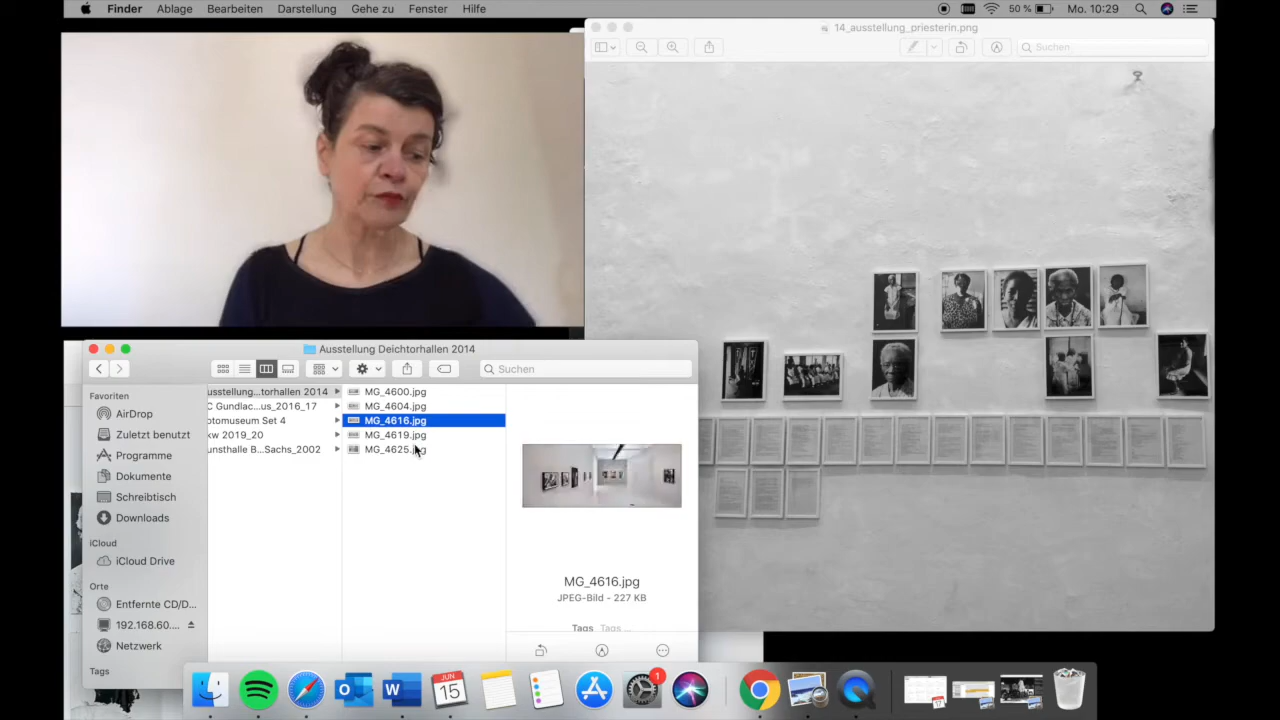 Finder Ablage Bearbeiten Darstellung Gehe zu Fenster Hilfe 50 % Mo. 10:29
14_ausstellung_priesterin.png
Suchen
Ausstellung Deichtorhallen 2014
Suchen
Favoriten
AirDrop
Zuletzt benutzt
Programme
Dokumente
Schreibtisch
Downloads
iCloud
iCloud Drive
Orte
Entfernte CD/D...
192.168.60....
Netzwerk
Tags
usstellung...torhallen 2014
C Gundlac...us_2016_17
otomuseum Set 4
kw 2019_20
unsthalle B...Sachs_2002
MG_4600.jpg
MG_4604.jpg
MG_4616.jpg
MG_4619.jpg
MG_4625.jpg
MG_4616.jpg
JPEG-Bild - 227 KB
Tags Tags ...
JUN
15
1